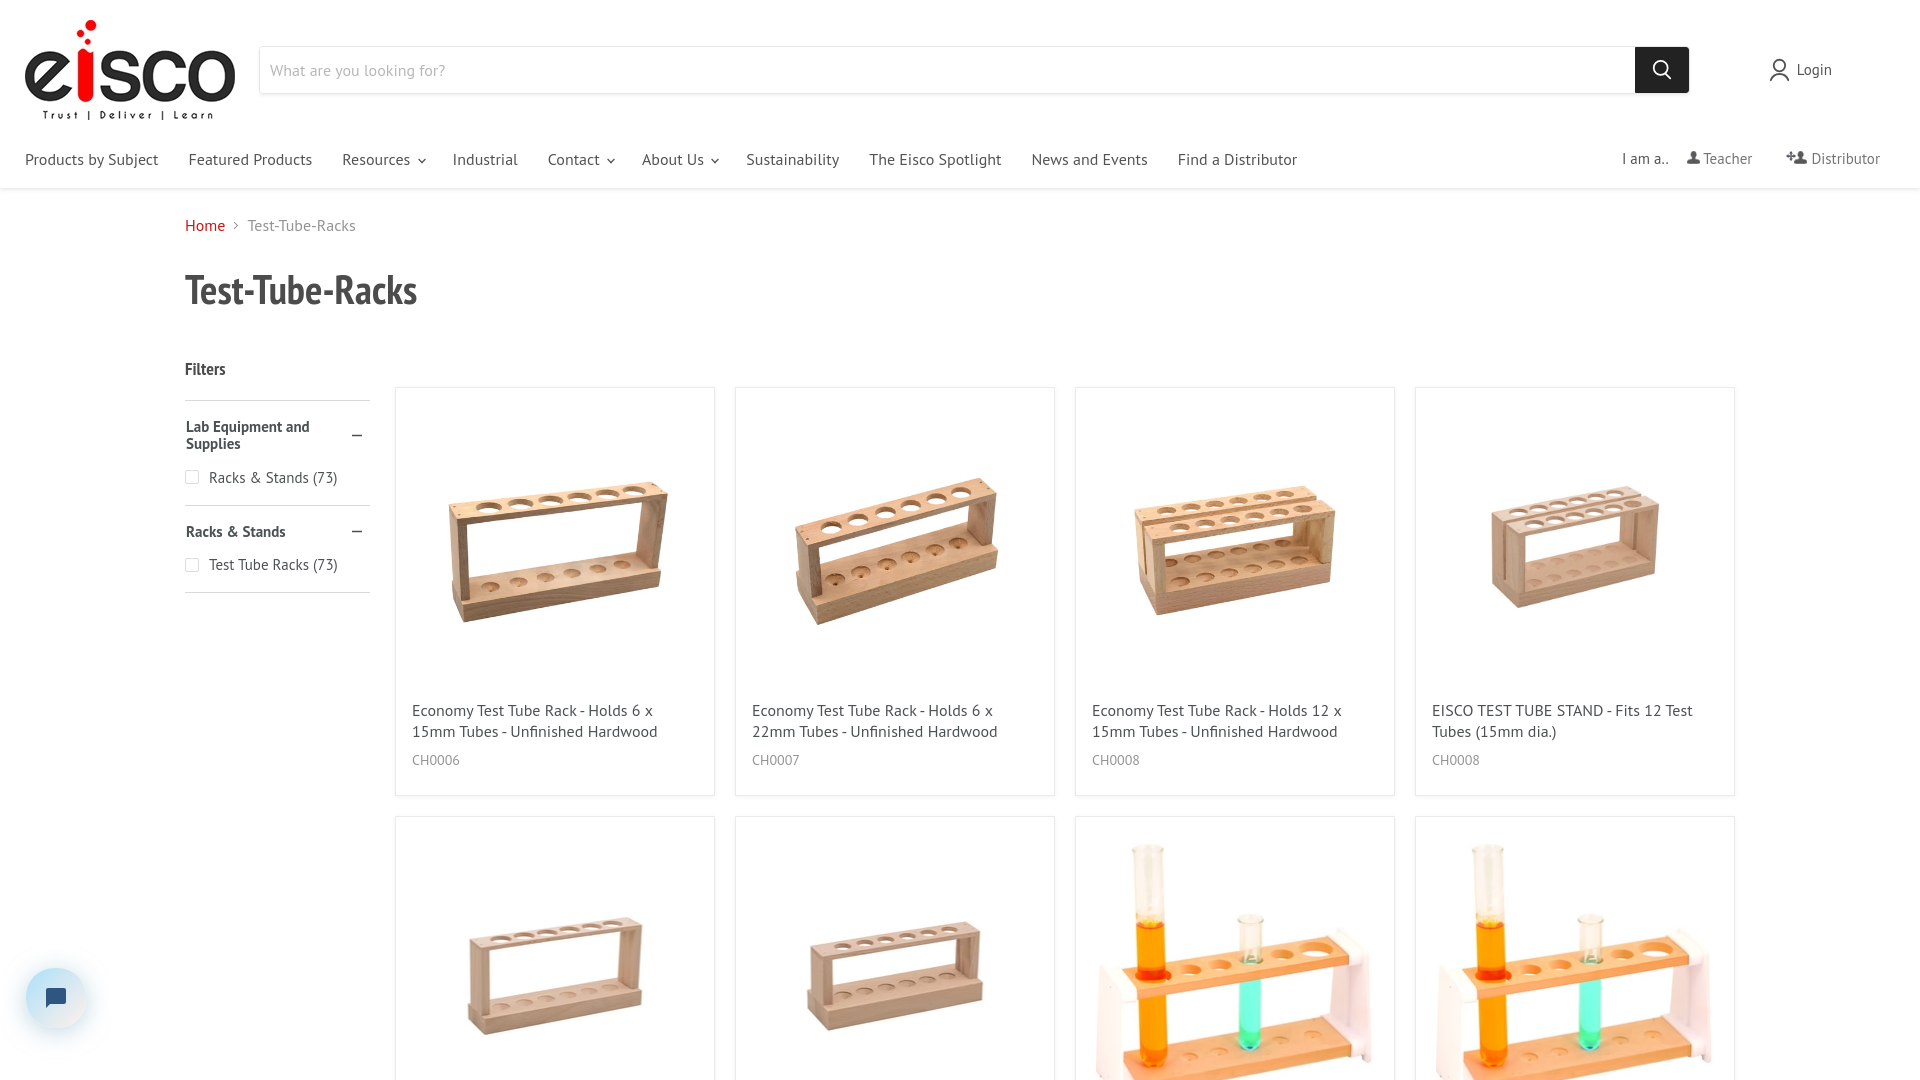 eisco
Trust | Deliver | Learn
What are you looking for?
Login
Products by Subject
Featured Products
Resources
Industrial
Contact
About Us
Sustainability
The Eisco Spotlight
News and Events
Find a Distributor
I am a..
Teacher
Distributor
Home
Test-Tube-Racks
Test-Tube-Racks
Filters
Lab Equipment and
Supplies
Racks & Stands (73)
Racks & Stands
Test Tube Racks (73)
Economy Test Tube Rack - Holds 6 x
15mm Tubes - Unfinished Hardwood
CH0006
Economy Test Tube Rack - Holds 6 x
22mm Tubes - Unfinished Hardwood
CH0007
Economy Test Tube Rack - Holds 12 x
15mm Tubes - Unfinished Hardwood
CH0008
EISCO TEST TUBE STAND - Fits 12 Test
Tubes (15mm dia.)
CH0008